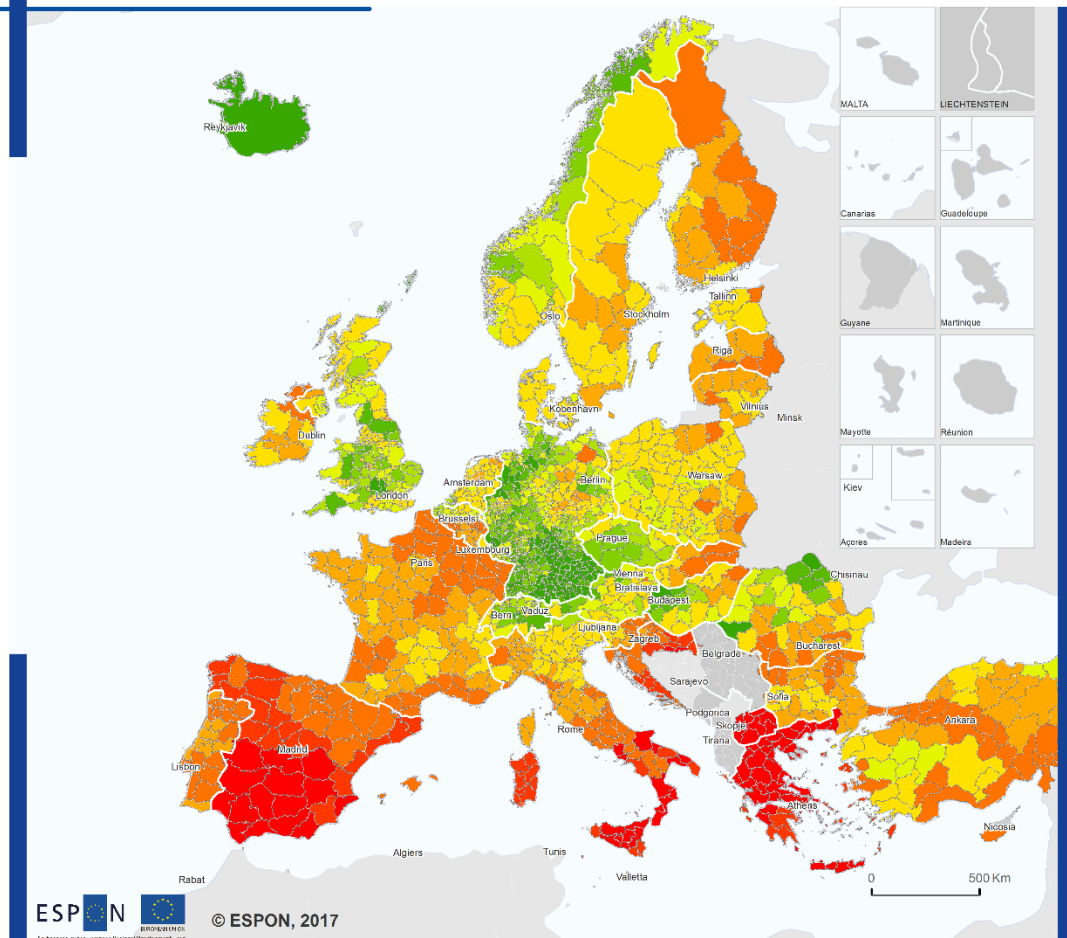 MALTA
LIECHTENSTEIN
Reykjavik
Canarias
Guadeloupe
Guyane
Martinique
Helsinki
Tallinn
Oslo
Stockholm
Riga
Mayotte
Réunion
København
Vilnius
Minsk
Dublin
Amsterdam
Berlin
Warsaw
London
Kiev
Brussels
Açores
Madeira
Prague
Luxembourg
Paris
Vienna
Chisinau
Bratislava
Budapest
Bern
Vaduz
Ljubljana
Zagreb
Bucharest
Belgrade
Sarajevo
Sofia
Podgorica
Skopje
Ankara
Rome
Tirana
Madrid
Lisbon
Athens
Nicosia
Algiers
Tunis
Rabat
Valletta
0
500 Km
ESPON
EUROPEAN UNION
© ESPON, 2017